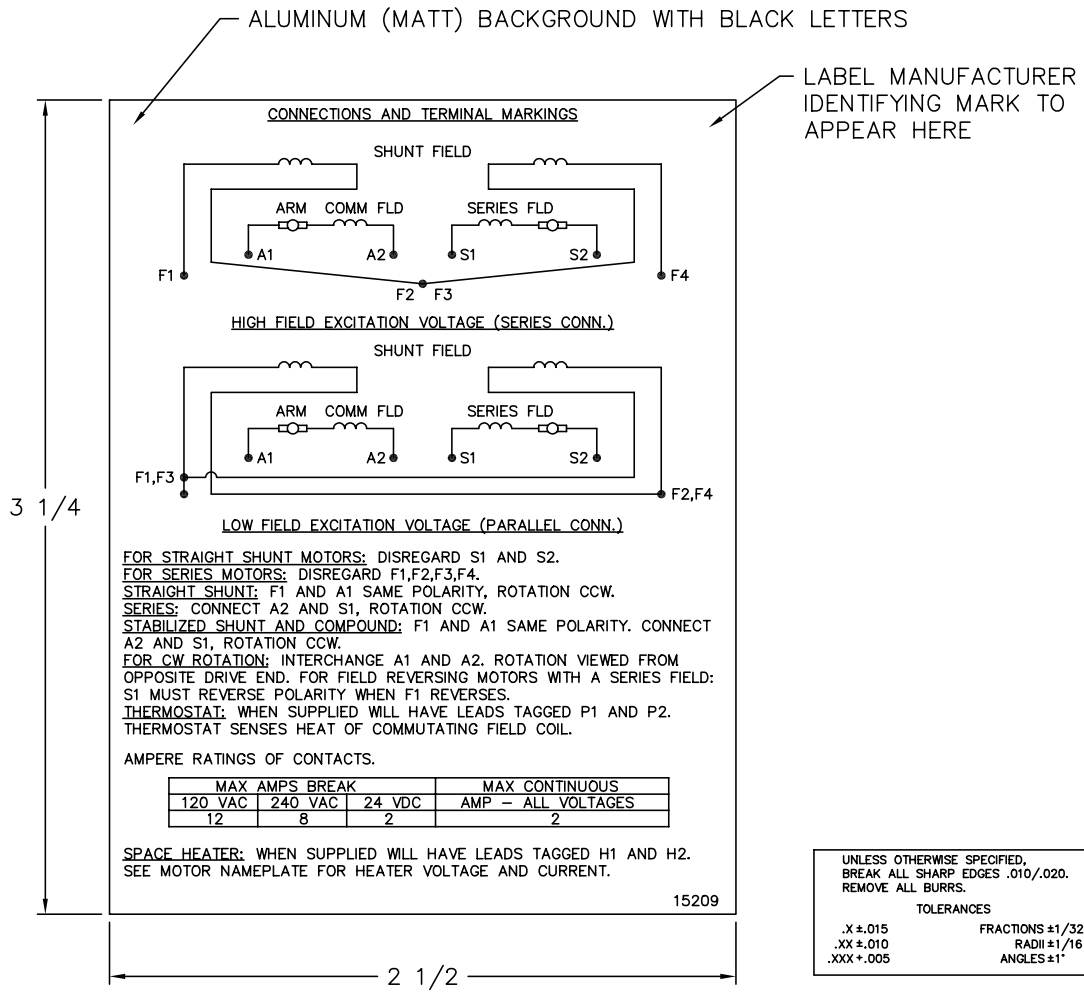 ALUMINUM (MATT) BACKGROUND WITH BLACK LETTERS
LABEL MANUFACTURER
IDENTIFYING MARK TO
APPEAR HERE
CONNECTIONS AND TERMINAL MARKINGS
SHUNT FIELD
ARM COMM FLD SERIES FLD
A1 A2 S1 S2
F1 F4
F2 F3
HIGH FIELD EXCITATION VOLTAGE (SERIES CONN.)
SHUNT FIELD
ARM COMM FLD SERIES FLD
A1 A2 S1 S2
F1,F3
F2,F4
3 1/4
LOW FIELD EXCITATION VOLTAGE (PARALLEL CONN.)
FOR STRAIGHT SHUNT MOTORS: DISREGARD S1 AND S2.
FOR SERIES MOTORS: DISREGARD F1,F2,F3,F4.
STRAIGHT SHUNT: F1 AND A1 SAME POLARITY, ROTATION CCW.
SERIES: CONNECT A2 AND S1, ROTATION CCW.
STABILIZED SHUNT AND COMPOUND: F1 AND A1 SAME POLARITY. CONNECT
A2 AND S1, ROTATION CCW.
FOR CW ROTATION: INTERCHANGE A1 AND A2. ROTATION VIEWED FROM
OPPOSITE DRIVE END. FOR FIELD REVERSING MOTORS WITH A SERIES FIELD:
S1 MUST REVERSE POLARITY WHEN F1 REVERSES.
THERMOSTAT: WHEN SUPPLIED WILL HAVE LEADS TAGGED P1 AND P2.
THERMOSTAT SENSES HEAT OF COMMUTATING FIELD COIL.
AMPERE RATINGS OF CONTACTS.
MAX AMPS BREAK MAX CONTINUOUS
120 VAC 240 VAC 24 VDC AMP – ALL VOLTAGES
12 8 2 2
SPACE HEATER: WHEN SUPPLIED WILL HAVE LEADS TAGGED H1 AND H2.
SEE MOTOR NAMEPLATE FOR HEATER VOLTAGE AND CURRENT.
15209
2 1/2
UNLESS OTHERWISE SPECIFIED,
BREAK ALL SHARP EDGES .010/.020.
REMOVE ALL BURRS.
TOLERANCES
.X ±.015 FRACTIONS ±1/32
.XX ±.010 RADII ±1/16
.XXX +.005 ANGLES ±1°